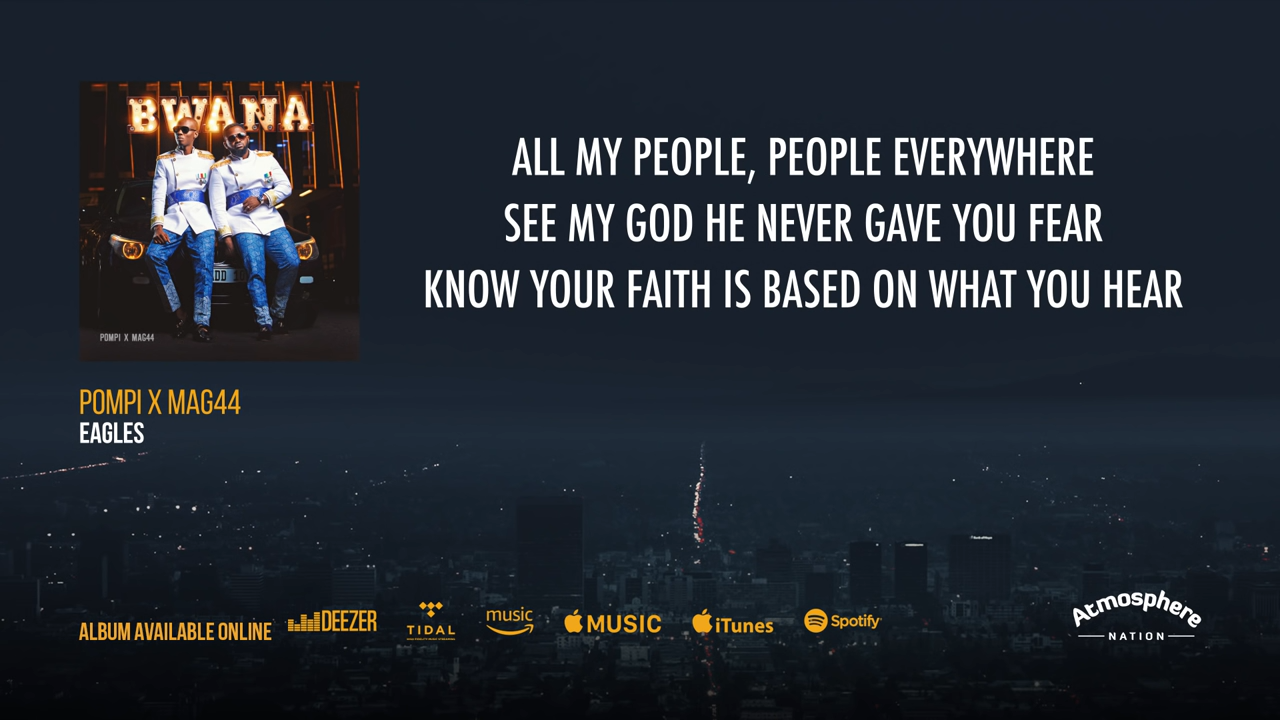 BWANA
POMPI X MAG44
ALL MY PEOPLE, PEOPLE EVERYWHERE
SEE MY GOD HE NEVER GAVE YOU FEAR
KNOW YOUR FAITH IS BASED ON WHAT YOU HEAR
POMPI X MAG44
EAGLES
ALBUM AVAILABLE ONLINE
DEEZER
TIDAL
music
MUSIC
iTunes
Spotify
Atmosphere
NATION